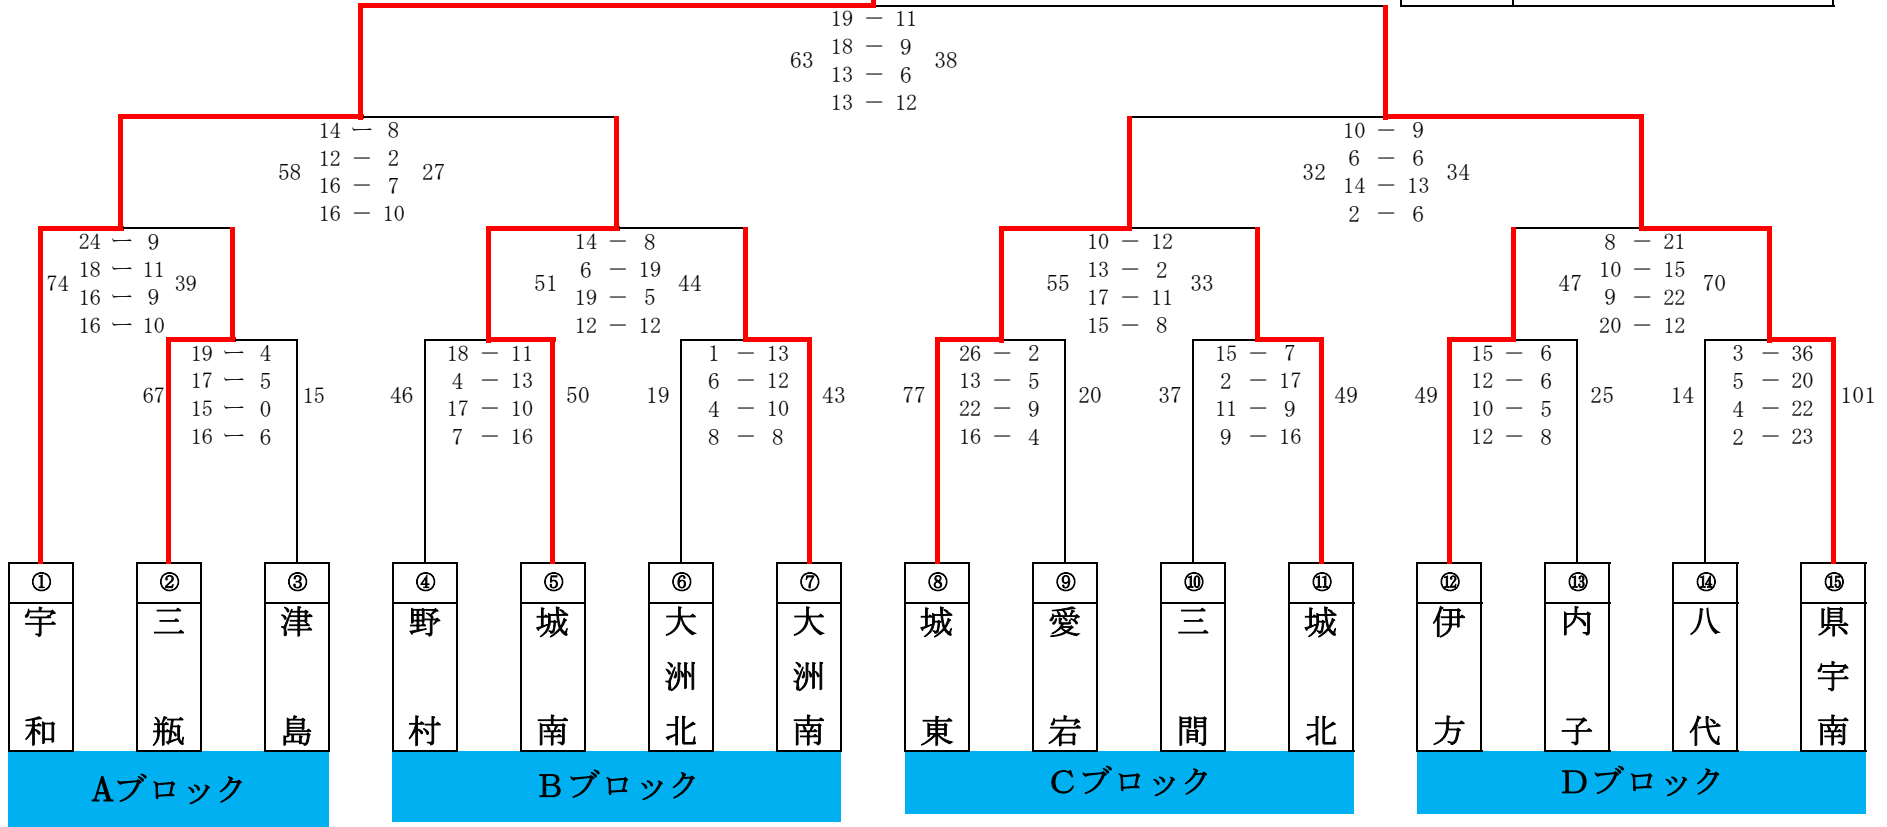 19 － 11
63 18 － 9 38
13 － 6
13 － 12
14 － 8
58 12 － 2 27
16 － 7
16 － 10
10 － 9
32 6 － 6 34
14 － 13
2 － 6
24 － 9
74 18 － 11 39
16 － 9
16 － 10
14 － 8
51 6 － 19 44
19 － 5
12 － 12
10 － 12
55 13 － 2 33
17 － 11
15 － 8
8 － 21
47 10 － 15 70
9 － 22
20 － 12
19 － 4
67 17 － 5 15
15 － 0
16 － 6
18 － 11
46 4 － 13 50
17 － 10
7 － 16
1 － 13
19 6 － 12 43
4 － 10
8 － 8
26 － 2
77 13 － 5 20
22 － 9
16 － 4
15 － 7
37 2 － 17 49
11 － 9
9 － 16
15 － 6
49 12 － 6 25
10 － 5
12 － 8
3 － 36
14 5 － 20 101
4 － 22
2 － 23
① 宇和
② 三瓶
③ 津島
④ 野村
⑤ 城南
⑥ 大洲北
⑦ 大洲南
⑧ 城東
⑨ 愛宕
⑩ 三間
⑪ 城北
⑫ 伊方
⑬ 内子
⑭ 八代
⑮ 県宇南
Aブロック
Bブロック
Cブロック
Dブロック